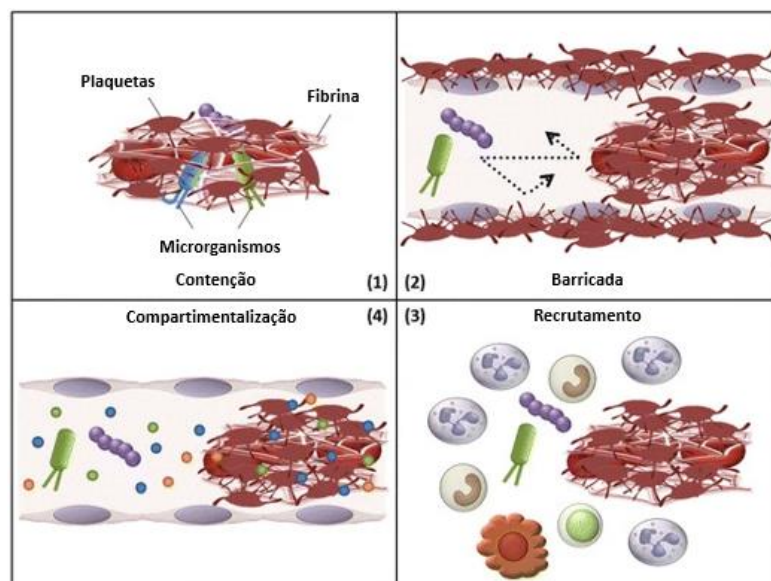 Plaquetas
Fibrina
Microrganismos
Contenção (1)
(2) Barricada
Compartimentalização (4)
(3) Recrutamento